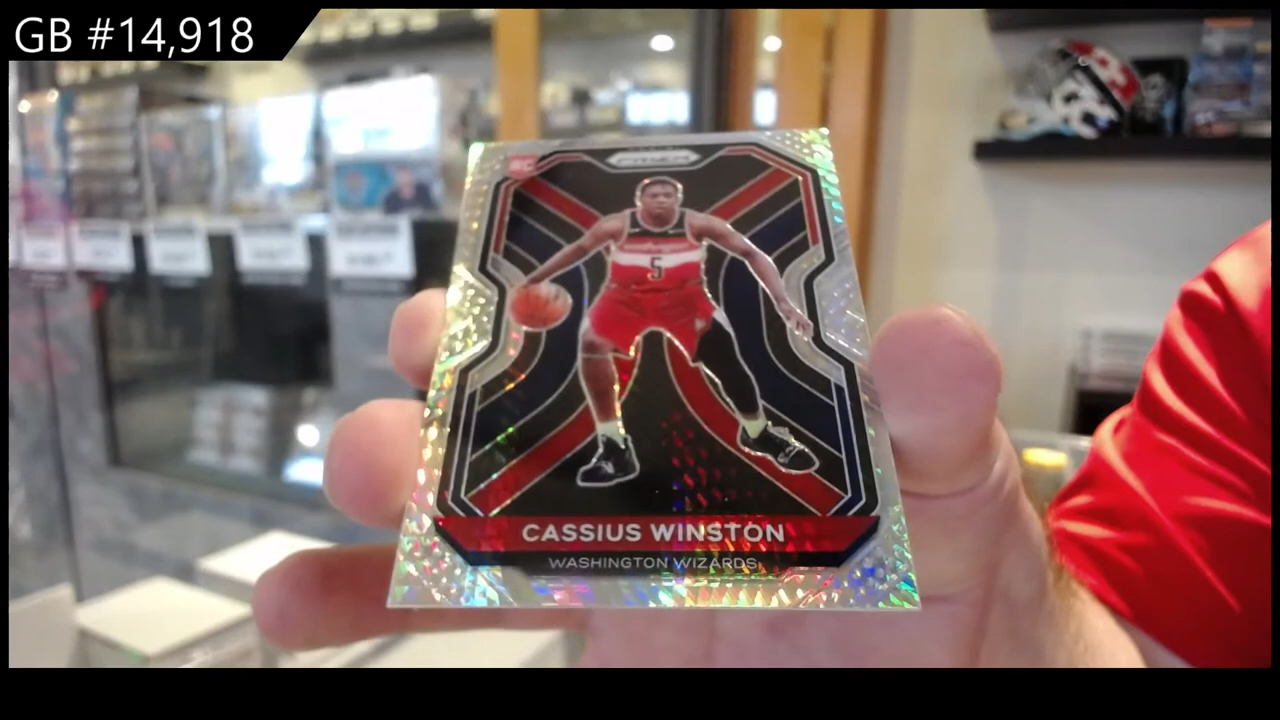 GB #14,918
RC
PRIZM
5
CASSIUS WINSTON
WASHINGTON WIZARDS